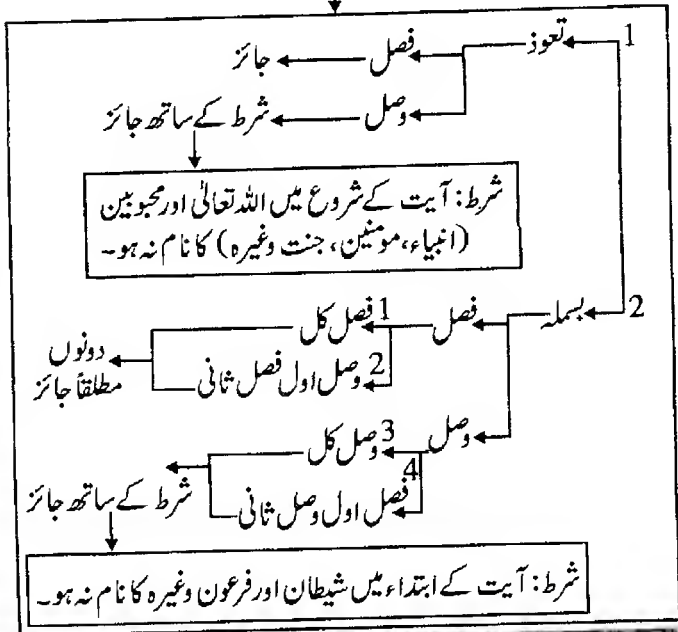 1 تعوذ
فصل جائز
وصل شرط کے ساتھ جائز
شرط: آیت کے شروع میں اللہ تعالٰی اور محبوبین
(انبیاء، مومنین، جنت وغیرہ) کا نام نہ ہو۔
2 بسملہ
فصل
1 فصل کل
2 وصل اول فصل ثانی
دونوں
مطلقاً جائز
وصل
3 وصل کل
4 فصل اول وصل ثانی
شرط کے ساتھ جائز
شرط: آیت کے ابتداء میں شیطان اور فرعون وغیرہ کا نام نہ ہو۔